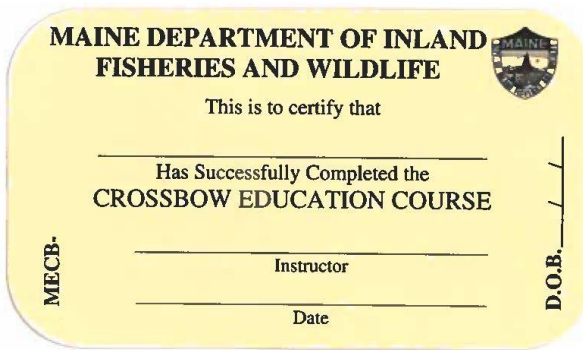 MAINE DEPARTMENT OF INLAND
FISHERIES AND WILDLIFE
MAINE
This is to certify that
Has Successfully Completed the
CROSSBOW EDUCATION COURSE
Instructor
Date
MECB-
D.O.B. / /